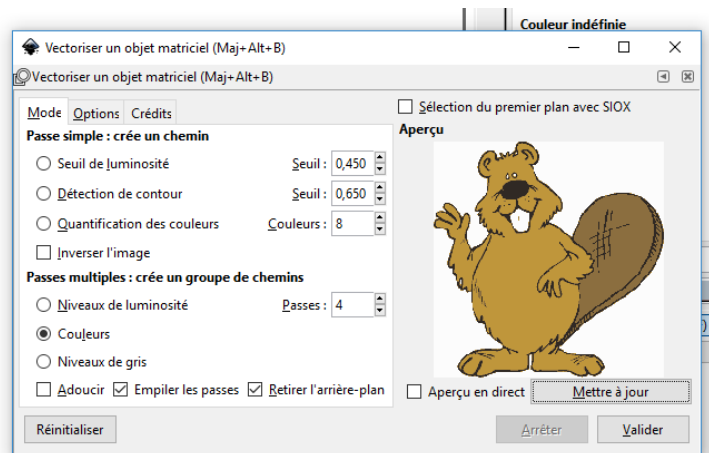 Couleur indéfinie
Vectoriser un objet matriciel (Maj+Alt+B)
Vectoriser un objet matriciel (Maj+Alt+B)
Mode Options Crédits
Sélection du premier plan avec SIOX
Passe simple : crée un chemin
Aperçu
Seuil de luminosité Seuil : 0,450
Détection de contour Seuil : 0,650
Quantification des couleurs Couleurs : 8
Inverser l'image
Passes multiples : crée un groupe de chemins
Niveaux de luminosité Passes : 4
Couleurs
Niveaux de gris
Adoucir Empiler les passes Retirer l'arrière-plan
Aperçu en direct Mettre à jour
Réinitialiser Arrêter Valider